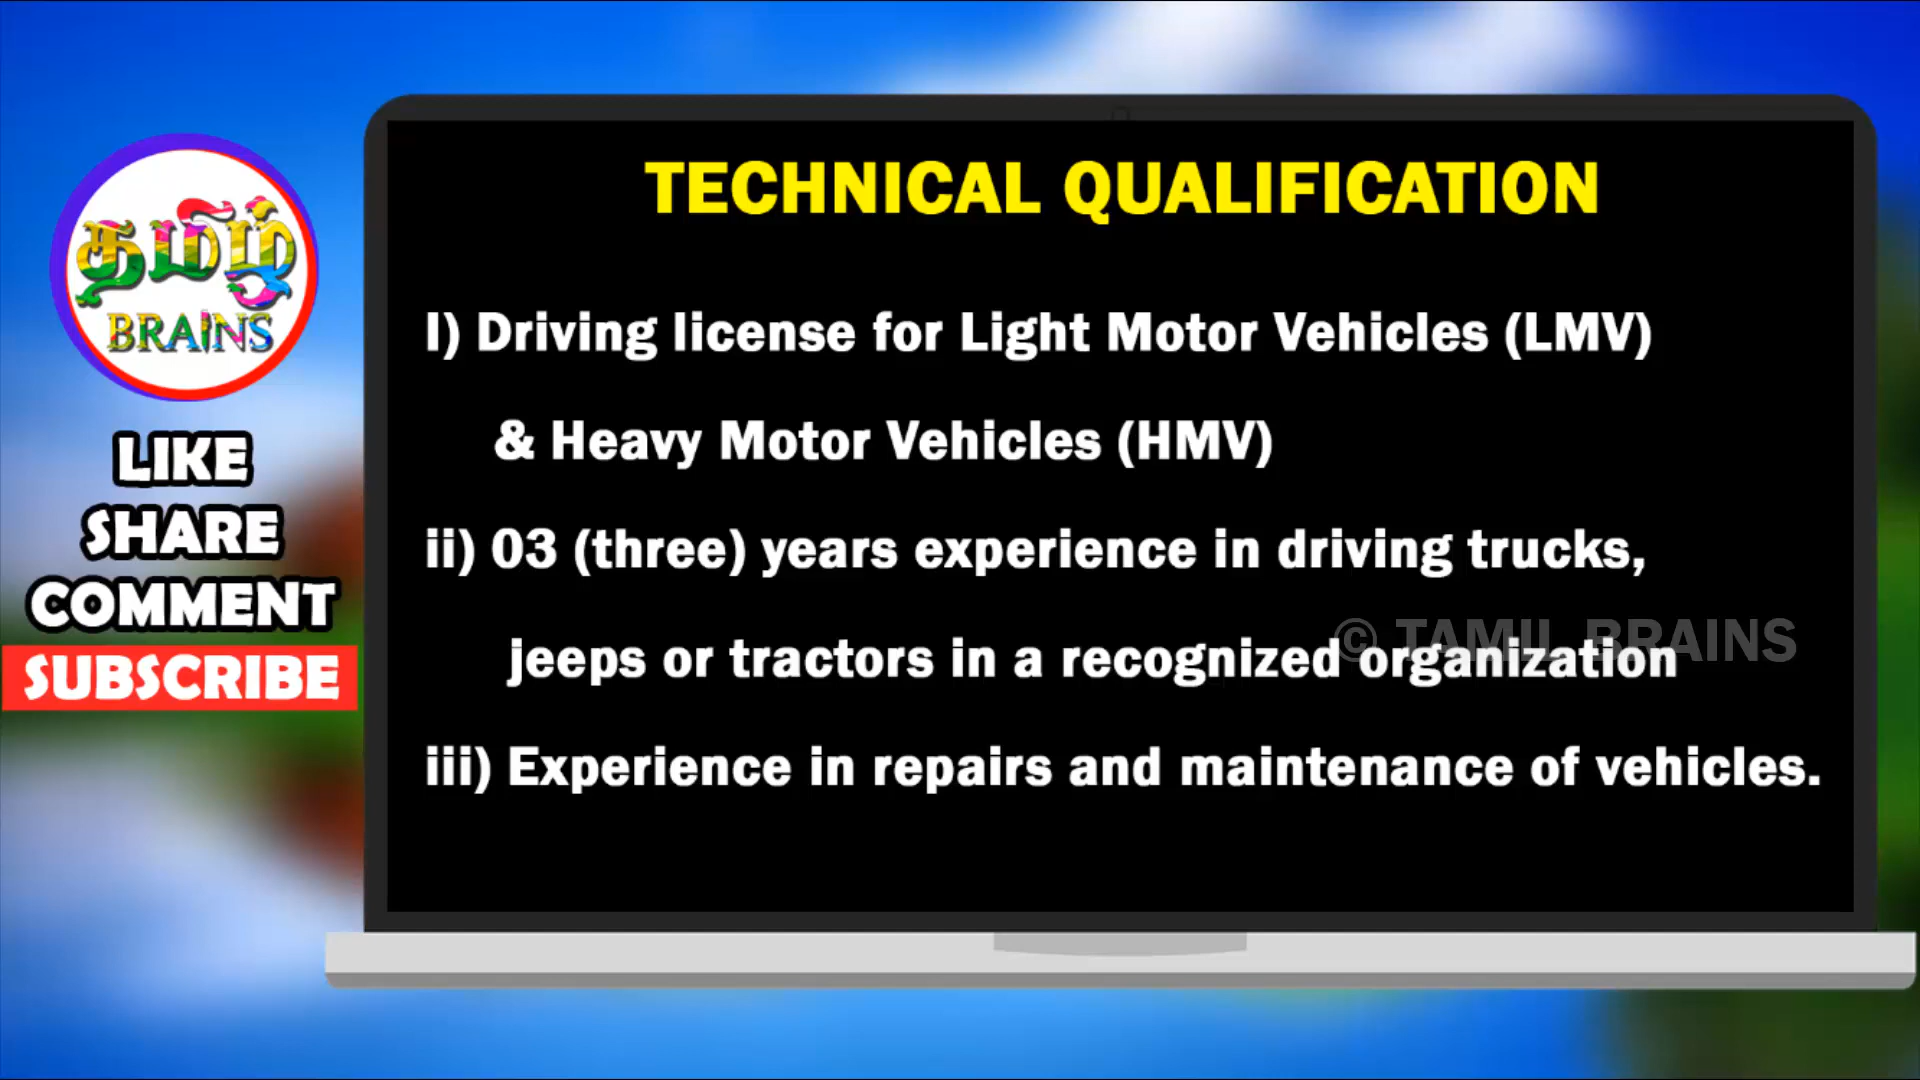 தமிழ்
BRAINS
LIKE
SHARE
COMMENT
SUBSCRIBE
TECHNICAL QUALIFICATION
I) Driving license for Light Motor Vehicles (LMV)
& Heavy Motor Vehicles (HMV)
ii) 03 (three) years experience in driving trucks,
jeeps or tractors in a recognized organization
© TAMIL BRAINS
iii) Experience in repairs and maintenance of vehicles.